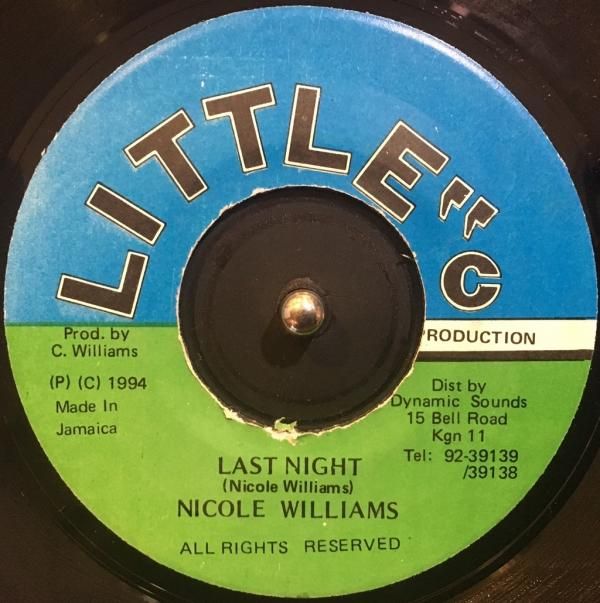 LITTLE "C
PRODUCTION
Prod. by
C. Williams
(P) (C) 1994
Made In
Jamaica
Dist by
Dynamic Sounds
15 Bell Road
Kgn 11
Tel: 92-39139
/39138
LAST NIGHT
(Nicole Williams)
NICOLE WILLIAMS
ALL RIGHTS RESERVED